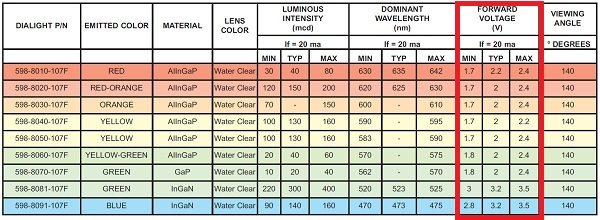 DIALIGHT P/N EMITTED COLOR MATERIAL LENS COLOR LUMINOUS INTENSITY (mcd) DOMINANT WAVELENGTH (nm) FORWARD VOLTAGE (V) VIEWING ANGLE
If = 20 ma If = 20 ma If = 20 ma ° DEGREES
MIN TYP MAX MIN TYP MAX MIN TYP MAX
598-8010-107F RED AlInGaP Water Clear 30 40 80 630 635 642 1.7 2.2 2.4 140
598-8020-107F RED-ORANGE AlInGaP Water Clear 120 150 200 620 625 630 1.7 2 2.4 140
598-8030-107F ORANGE AlInGaP Water Clear 70 - 150 600 - 610 1.7 2 2.4 140
598-8040-107F YELLOW AlInGaP Water Clear 100 130 160 590 - 595 1.7 2 2.2 140
598-8050-107F YELLOW AlInGaP Water Clear 100 130 160 583 - 590 1.7 2 2.4 140
598-8060-107F YELLOW-GREEN AlInGaP Water Clear 20 40 60 570 - 575 1.8 2 2.4 140
598-8070-107F GREEN GaP Water Clear 10 20 40 562 - 570 1.8 2 2.4 140
598-8081-107F GREEN InGaN Water Clear 220 300 400 520 523 525 3 3.2 3.5 140
598-8091-107F BLUE InGaN Water Clear 90 140 160 470 473 475 2.8 3.2 3.5 140